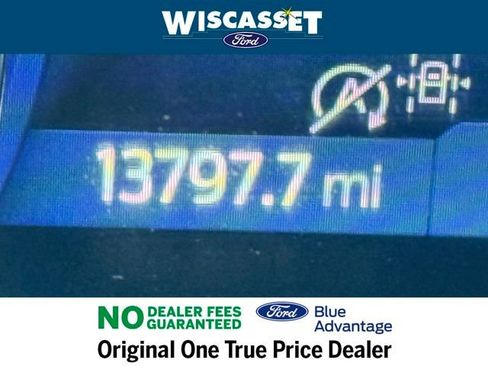 WISCASSET
Ford
A
13797.7 mi
NO DEALER FEES
GUARANTEED
Ford
Blue
Advantage
Original One True Price Dealer